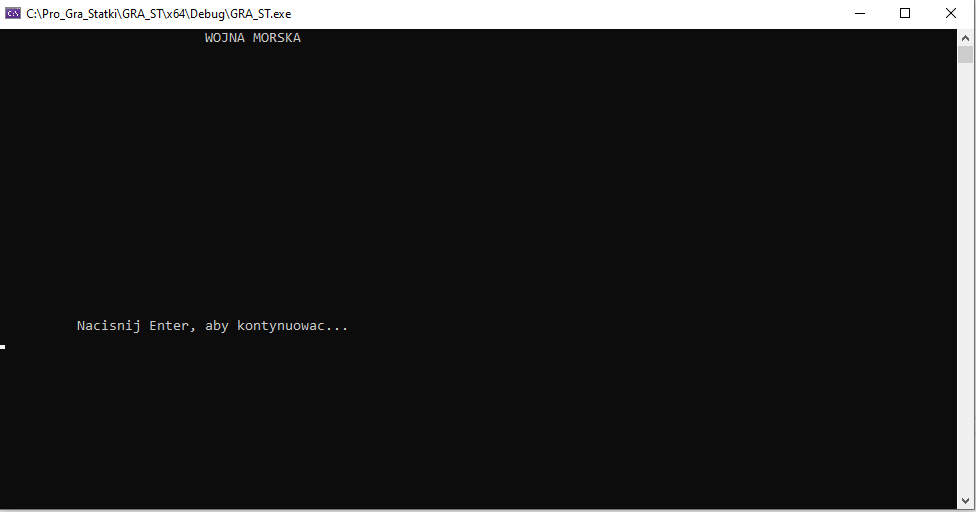 C:\Pro_Gra_Statki\GRA_ST\x64\Debug\GRA_ST.exe
WOJNA MORSKA
Nacisnij Enter, aby kontynuowac...